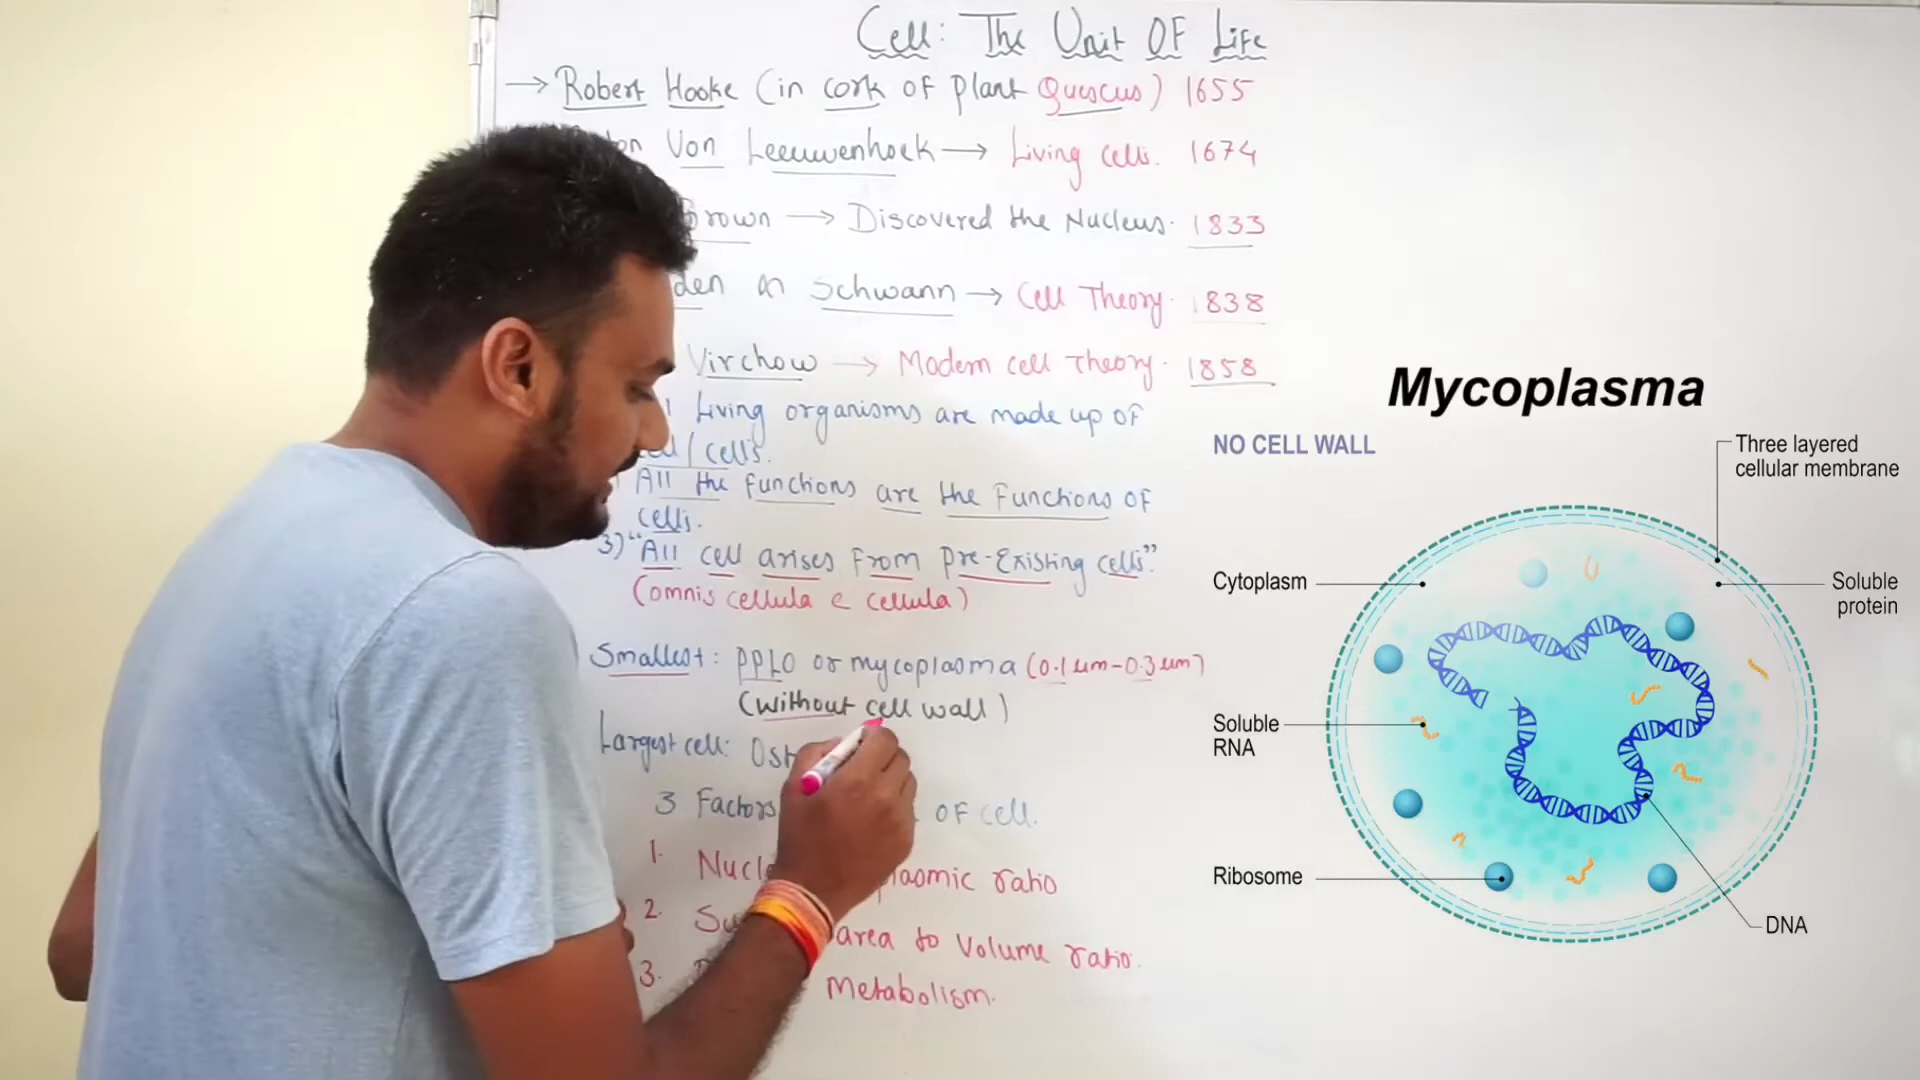 Cell: The Unit OF Life
→ Robert Hooke (in cork of plant Quescus) 1655
Von Leeuwenhoek → Living cells. 1674
Brown → Discovered the Nucleus. 1833
Schwann → Cell Theory. 1838
Virchow → Modern cell Theory. 1858
Living organisms are made up of
/ cells.
All the functions are the Functions of
cells.
3) "All cell arises from Pre-Existing cells"
(omnis cellula e cellula)
Smallest: PPLO or mycoplasma (0.1 um-0.3 um)
(without cell wall)
Largest cell:
3 Factors OF cell.
1. ratio
2. area to Volume ratio.
3. Metabolism.
Mycoplasma
NO CELL WALL
Three layered
cellular membrane
Cytoplasm
Soluble
protein
Soluble
RNA
Ribosome
DNA